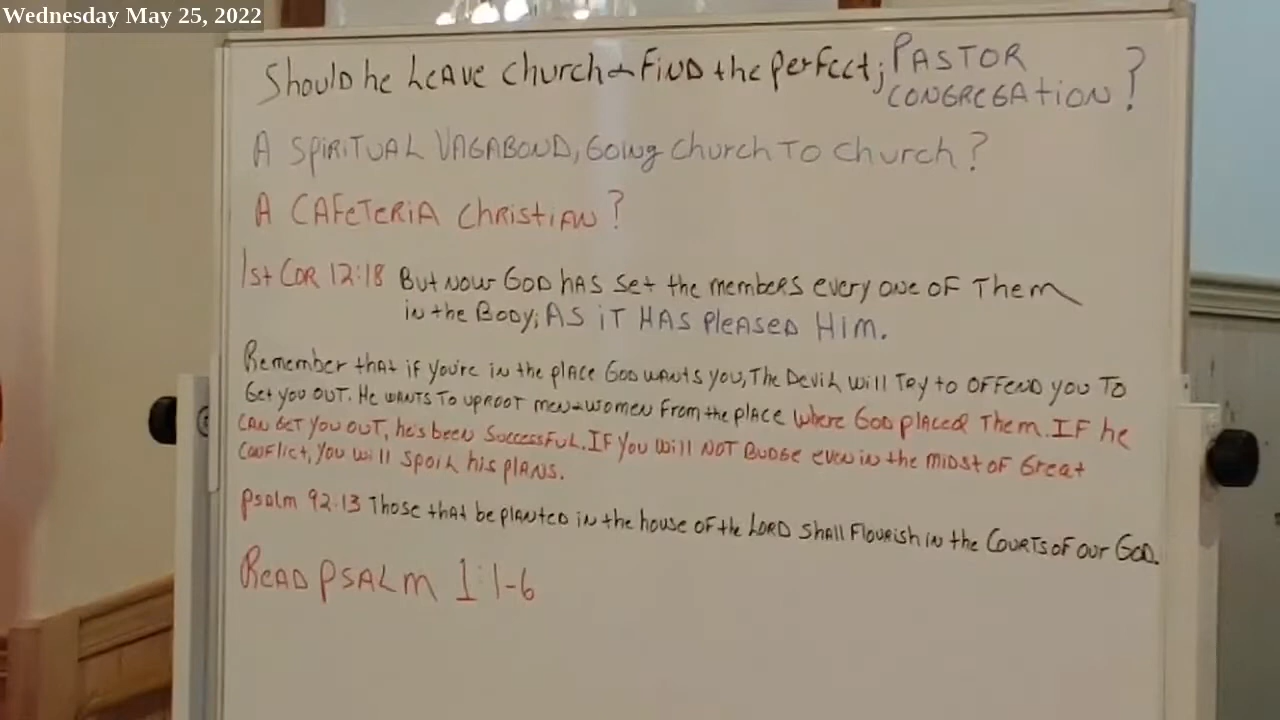 Wednesday May 25, 2022
Should he Leave Church & Find the perfect; PASTOR
CONGREGAtion?
A SPiRiTUAL VAGABOND, Going Church To Church?
A CAFeTeRiA Christian?
1st Cor 12:18 But now God has set the members every one of Them
in the Body; AS iT HAS PleASED HIM.
Remember that if you're in the place God wants you, The Devil will Try to OFFEND you To
Get you OUT. He wants To uproot men & women From the place where God placed Them. IF he
CAN GET YOU OUT, he's been Successful. IF You will NOT BUDGE even in the midst of Great
Conflict, you will spoil his plans.
Psalm 92:13 Those that be planted in the house of the LORD shall Flourish in the Courts of our God.
Read PSALM 1:1-6